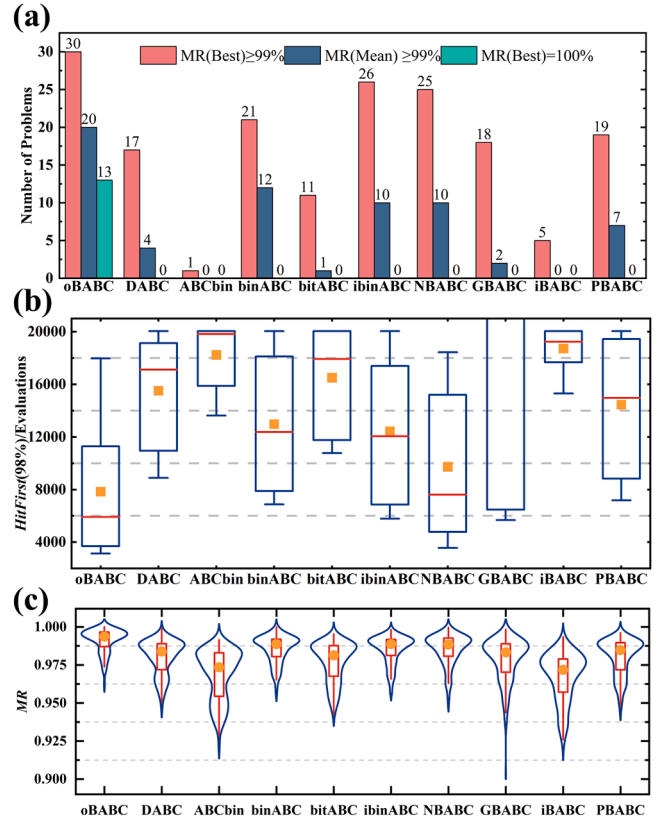 (a)
30
25
20
15
10
5
0
Number of Problems
MR(Best)≥99% MR(Mean) ≥99% MR(Best)=100%
30 20 13 17 4 0 1 0 0 21 12 0 11 1 0 26 10 0 25 10 0 18 2 0 5 0 0 19 7 0
oBABC DABC ABCbin binABC bitABC ibinABC NBABC GBABC iBABC PBABC
(b)
20000
16000
12000
8000
4000
HitFirst(98%)/Evaluations
oBABC DABC ABCbin binABC bitABC ibinABC NBABC GBABC iBABC PBABC
(c)
1.000
0.975
0.950
0.925
0.900
MR
oBABC DABC ABCbin binABC bitABC ibinABC NBABC GBABC iBABC PBABC